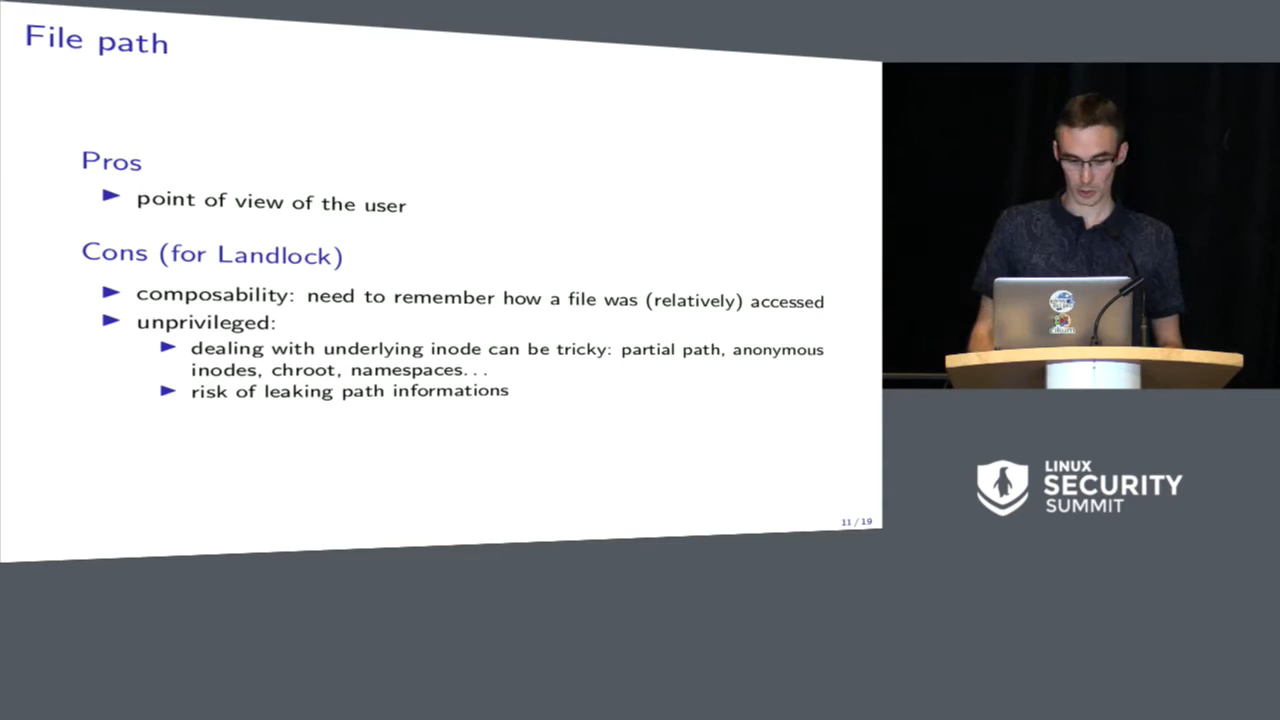 File path
Pros
► point of view of the user
Cons (for Landlock)
► composability: need to remember how a file was (relatively) accessed
► unprivileged:
► dealing with underlying inode can be tricky: partial path, anonymous
inodes, chroot, namespaces...
► risk of leaking path informations
11 / 19
cilium
LINUX
SECURITY
SUMMIT